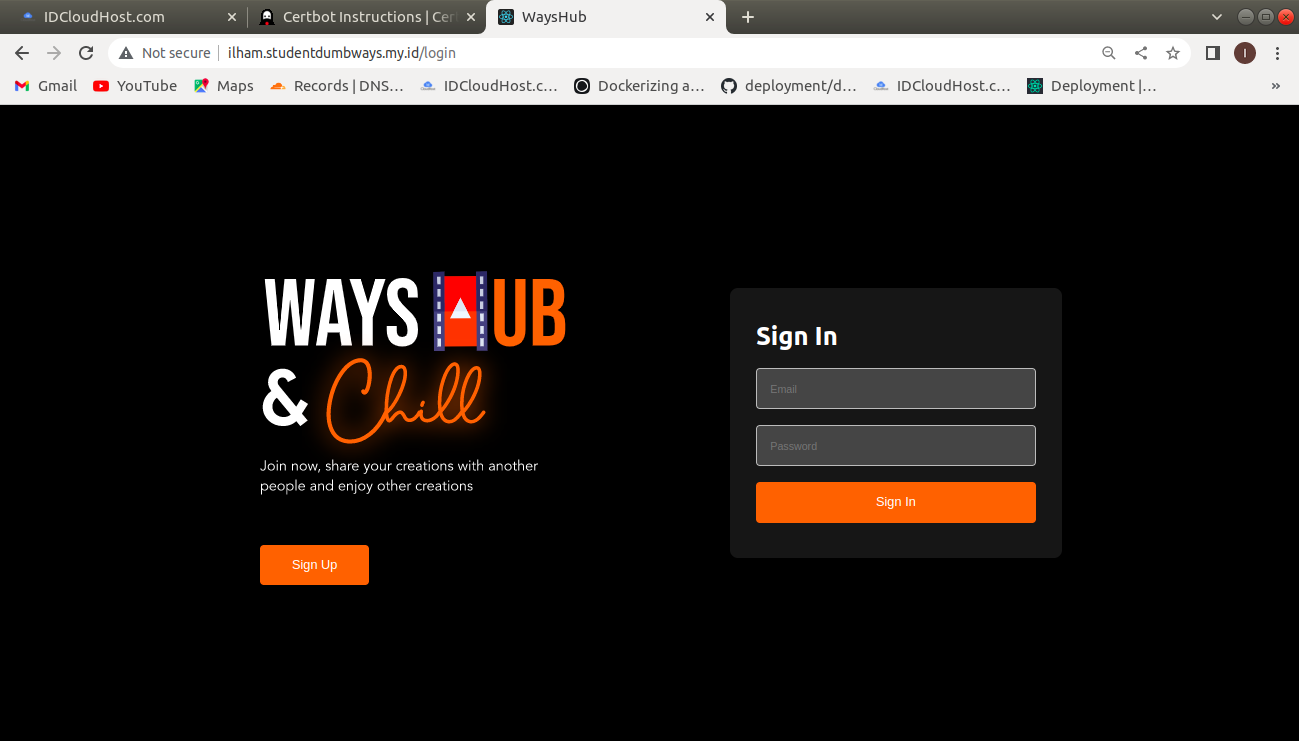 IDCloudHost.com
Certbot Instructions | Cer
WaysHub
Not secure
ilham.studentdumbways.my.id/login
I
Gmail
YouTube
Maps
Records | DNS...
IDCloudHost.c...
Dockerizing a...
deployment/d...
IDCloudHost.c...
Deployment |...
»
WAYS UB
& Chill
Join now, share your creations with another
people and enjoy other creations
Sign Up
Sign In
Email
Password
Sign In